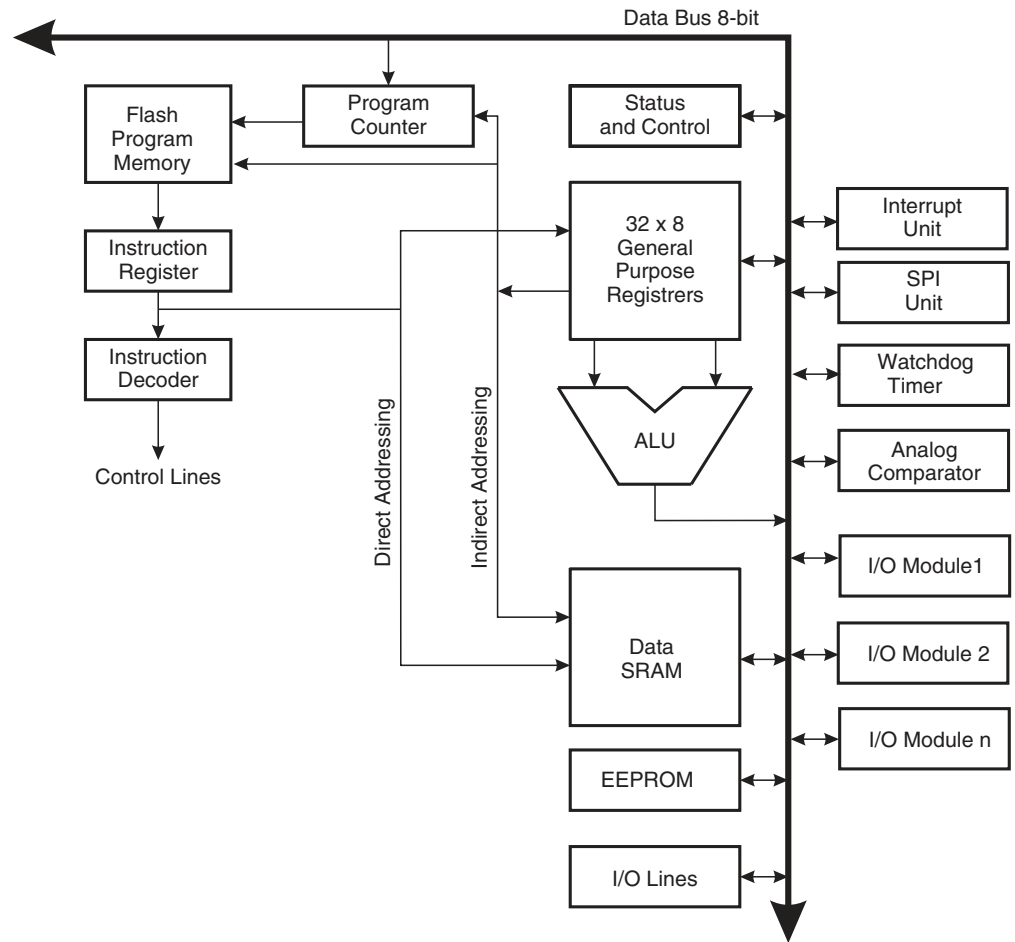 Data Bus 8-bit
Flash
Program
Memory
Program
Counter
Status
and Control
32 x 8
General
Purpose
Registrers
Interrupt
Unit
Instruction
Register
SPI
Unit
Instruction
Decoder
Watchdog
Timer
Control Lines
Direct Addressing
Indirect Addressing
ALU
Analog
Comparator
I/O Module1
Data
SRAM
I/O Module 2
I/O Module n
EEPROM
I/O Lines